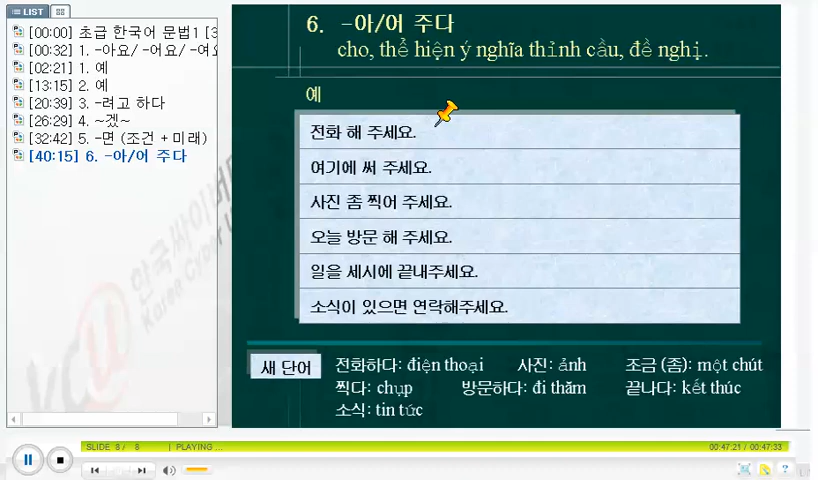 LIST
[00:00] 초급 한국어 문법1 [3
[00:32] 1. -아요/ -어요/ -여요
[02:21] 1. 예
[13:15] 2. 예
[20:39] 3. -려고 하다
[26:29] 4. ~겠~
[32:42] 5. -면 (조건 + 미래)
[40:15] 6. -아/어 주다
6. -아/어 주다
cho, thể hiện ý nghĩa thỉnh cầu, đề nghị.
예
전화 해 주세요.
여기에 써 주세요.
사진 좀 찍어 주세요.
오늘 방문 해 주세요.
일을 세시에 끝내주세요.
소식이 있으면 연락해주세요.
새 단어
전화하다: điện thoại 사진: ảnh 조금 (좀): một chút
찍다: chụp 방문하다: đi thăm 끝나다: kết thúc
소식: tin tức
SLIDE 8 / 8 PLAYING ... 00:47:21 / 00:47:33